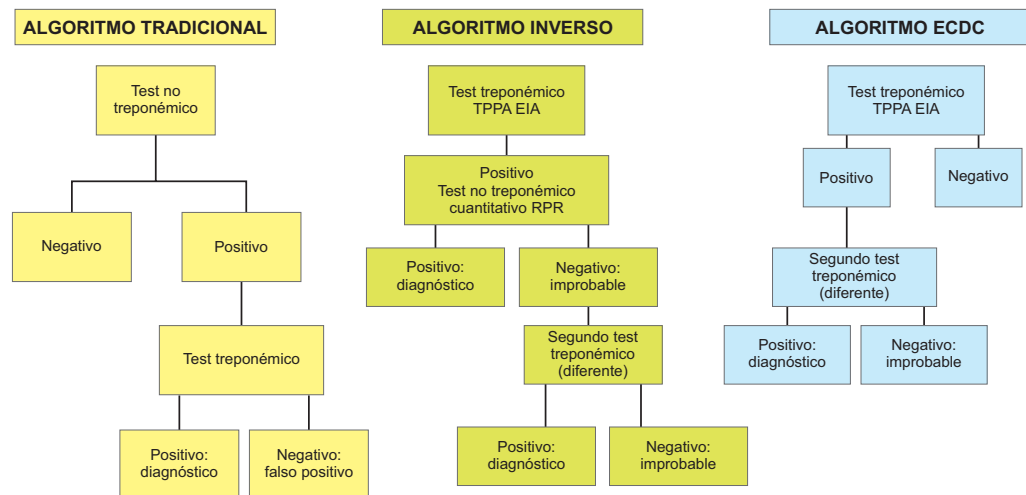 ALGORITMO TRADICIONAL
Test no
treponémico
Negativo
Positivo
Test treponémico
Positivo:
diagnóstico
Negativo:
falso positivo
ALGORITMO INVERSO
Test treponémico
TPPA EIA
Positivo
Test no treponémico
cuantitativo RPR
Positivo:
diagnóstico
Negativo:
improbable
Segundo test
treponémico
(diferente)
Positivo:
diagnóstico
Negativo:
improbable
ALGORITMO ECDC
Test treponémico
TPPA EIA
Positivo
Negativo
Segundo test
treponémico
(diferente)
Positivo:
diagnóstico
Negativo:
improbable